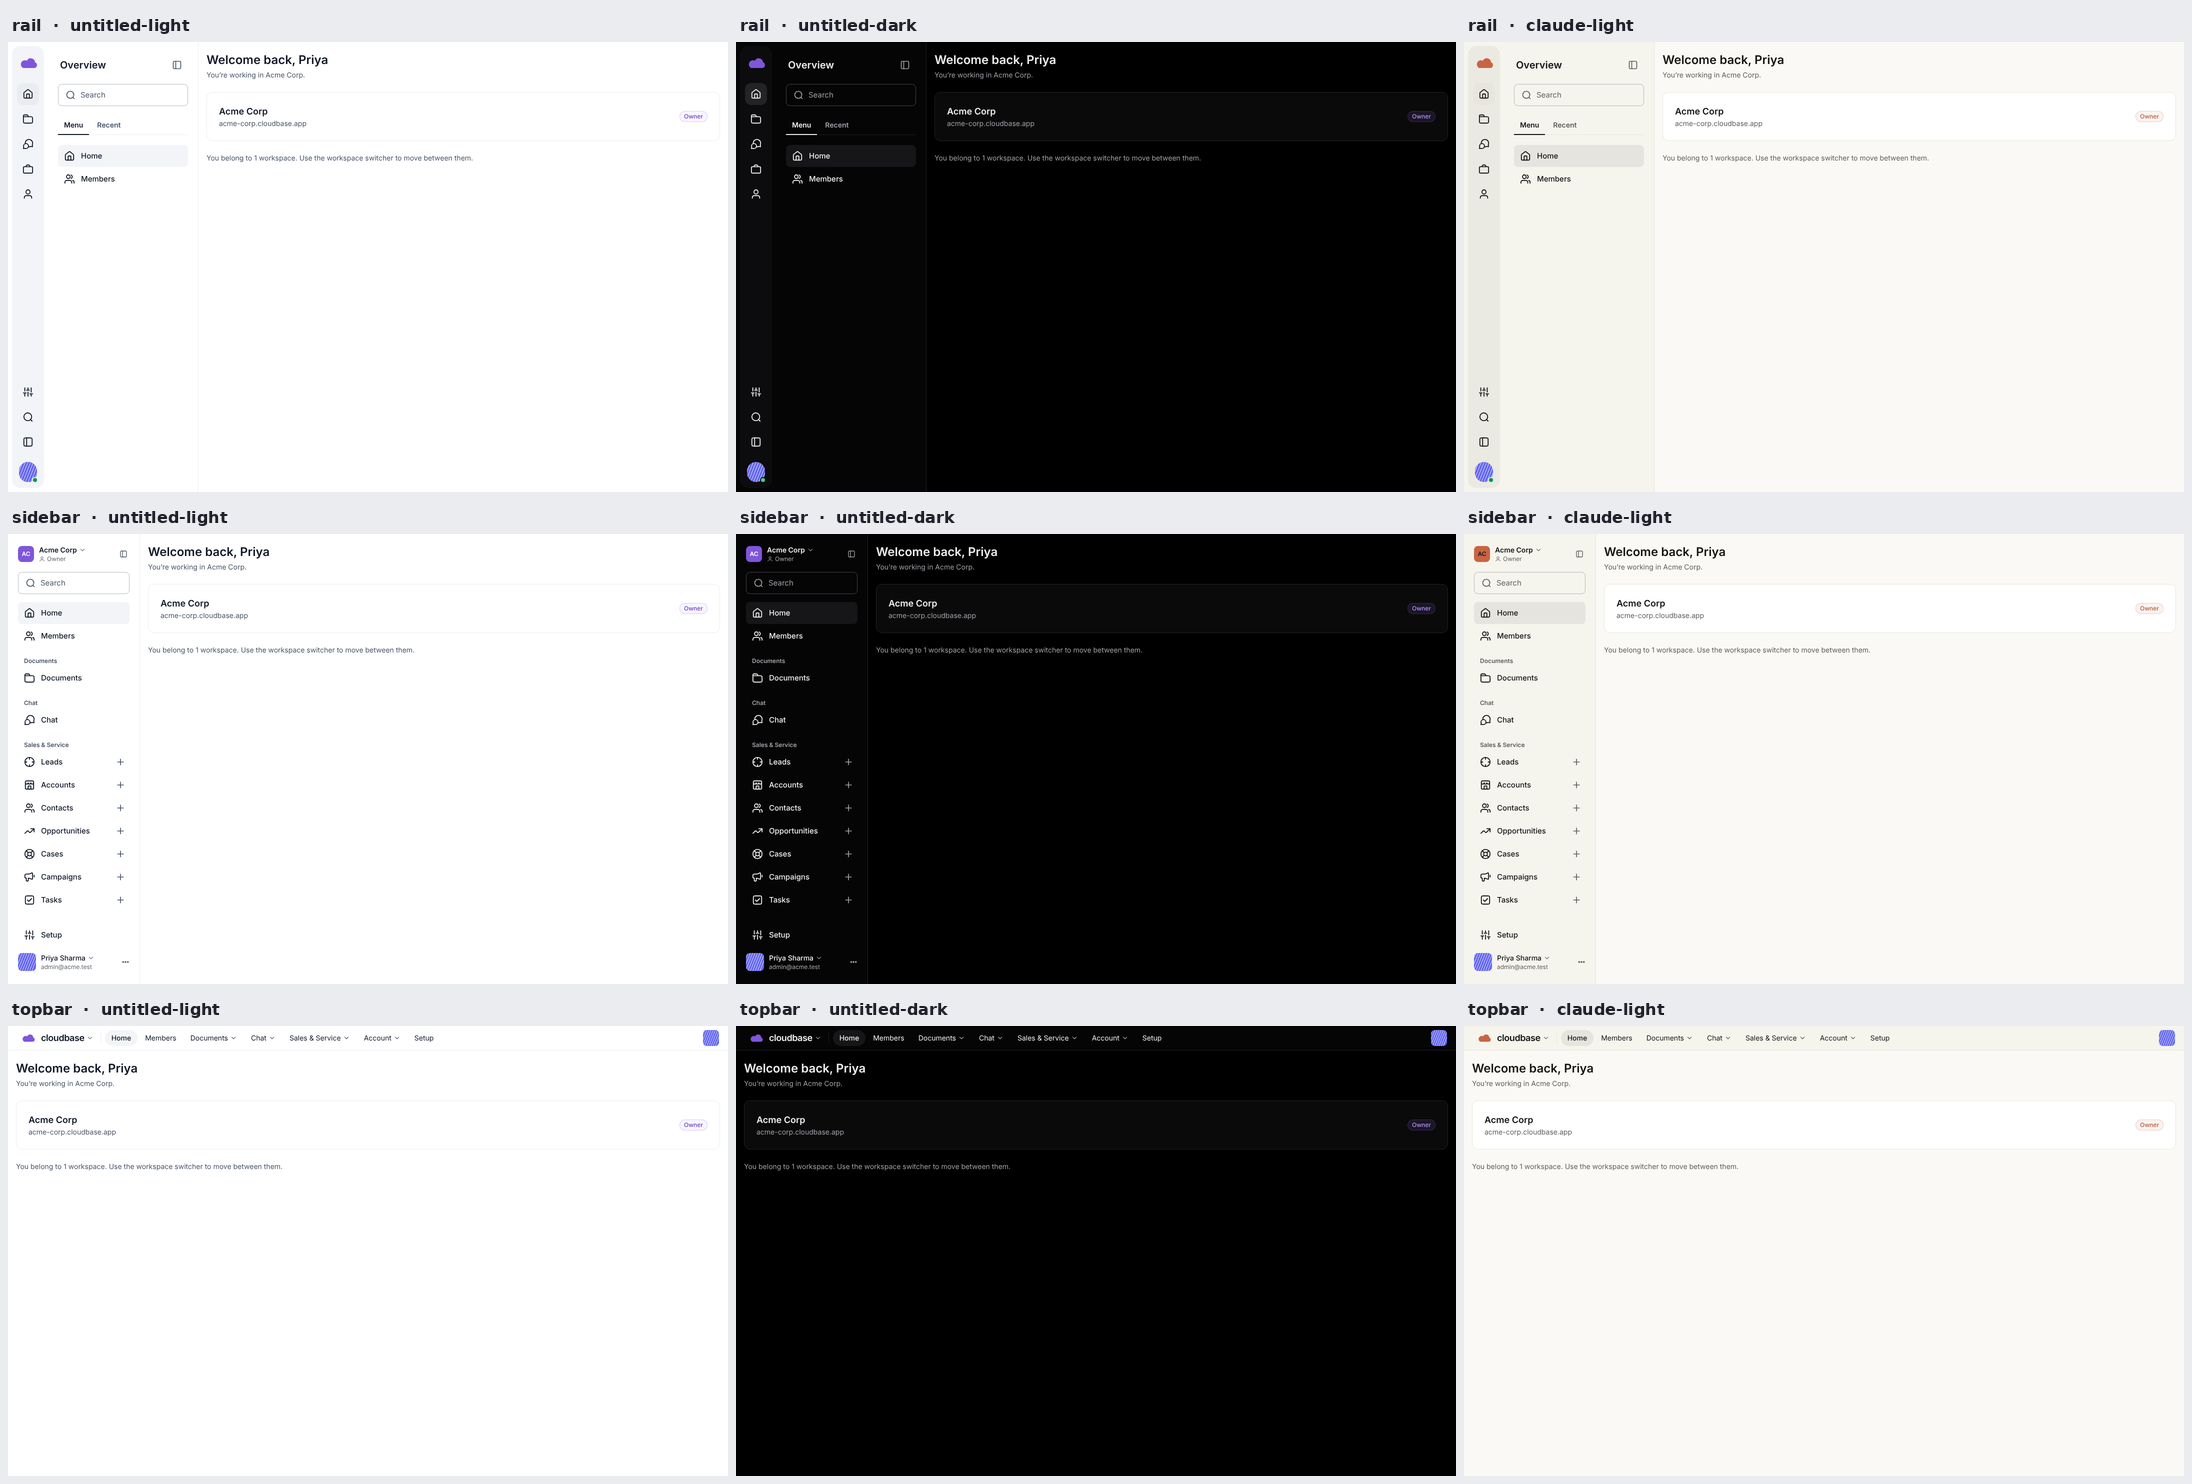 rail · untitled-light
Overview
Search
Menu Recent
Home
Members
Welcome back, Priya
You're working in Acme Corp.
Acme Corp
acme-corp.cloudbase.app
Owner
You belong to 1 workspace. Use the workspace switcher to move between them.
rail · untitled-dark
Overview
Search
Menu Recent
Home
Members
Welcome back, Priya
You're working in Acme Corp.
Acme Corp
acme-corp.cloudbase.app
Owner
You belong to 1 workspace. Use the workspace switcher to move between them.
rail · claude-light
Overview
Search
Menu Recent
Home
Members
Welcome back, Priya
You're working in Acme Corp.
Acme Corp
acme-corp.cloudbase.app
Owner
You belong to 1 workspace. Use the workspace switcher to move between them.
sidebar · untitled-light
AC Acme Corp
Owner
Search
Home
Members
Documents
Documents
Chat
Chat
Sales & Service
Leads
Accounts
Contacts
Opportunities
Cases
Campaigns
Tasks
Setup
Priya Sharma
admin@acme.test
Welcome back, Priya
You're working in Acme Corp.
Acme Corp
acme-corp.cloudbase.app
Owner
You belong to 1 workspace. Use the workspace switcher to move between them.
sidebar · untitled-dark
AC Acme Corp
Owner
Search
Home
Members
Documents
Documents
Chat
Chat
Sales & Service
Leads
Accounts
Contacts
Opportunities
Cases
Campaigns
Tasks
Setup
Priya Sharma
admin@acme.test
Welcome back, Priya
You're working in Acme Corp.
Acme Corp
acme-corp.cloudbase.app
Owner
You belong to 1 workspace. Use the workspace switcher to move between them.
sidebar · claude-light
AC Acme Corp
Owner
Search
Home
Members
Documents
Documents
Chat
Chat
Sales & Service
Leads
Accounts
Contacts
Opportunities
Cases
Campaigns
Tasks
Setup
Priya Sharma
admin@acme.test
Welcome back, Priya
You're working in Acme Corp.
Acme Corp
acme-corp.cloudbase.app
Owner
You belong to 1 workspace. Use the workspace switcher to move between them.
topbar · untitled-light
cloudbase Home Members Documents Chat Sales & Service Account Setup
Welcome back, Priya
You're working in Acme Corp.
Acme Corp
acme-corp.cloudbase.app
Owner
You belong to 1 workspace. Use the workspace switcher to move between them.
topbar · untitled-dark
cloudbase Home Members Documents Chat Sales & Service Account Setup
Welcome back, Priya
You're working in Acme Corp.
Acme Corp
acme-corp.cloudbase.app
Owner
You belong to 1 workspace. Use the workspace switcher to move between them.
topbar · claude-light
cloudbase Home Members Documents Chat Sales & Service Account Setup
Welcome back, Priya
You're working in Acme Corp.
Acme Corp
acme-corp.cloudbase.app
Owner
You belong to 1 workspace. Use the workspace switcher to move between them.